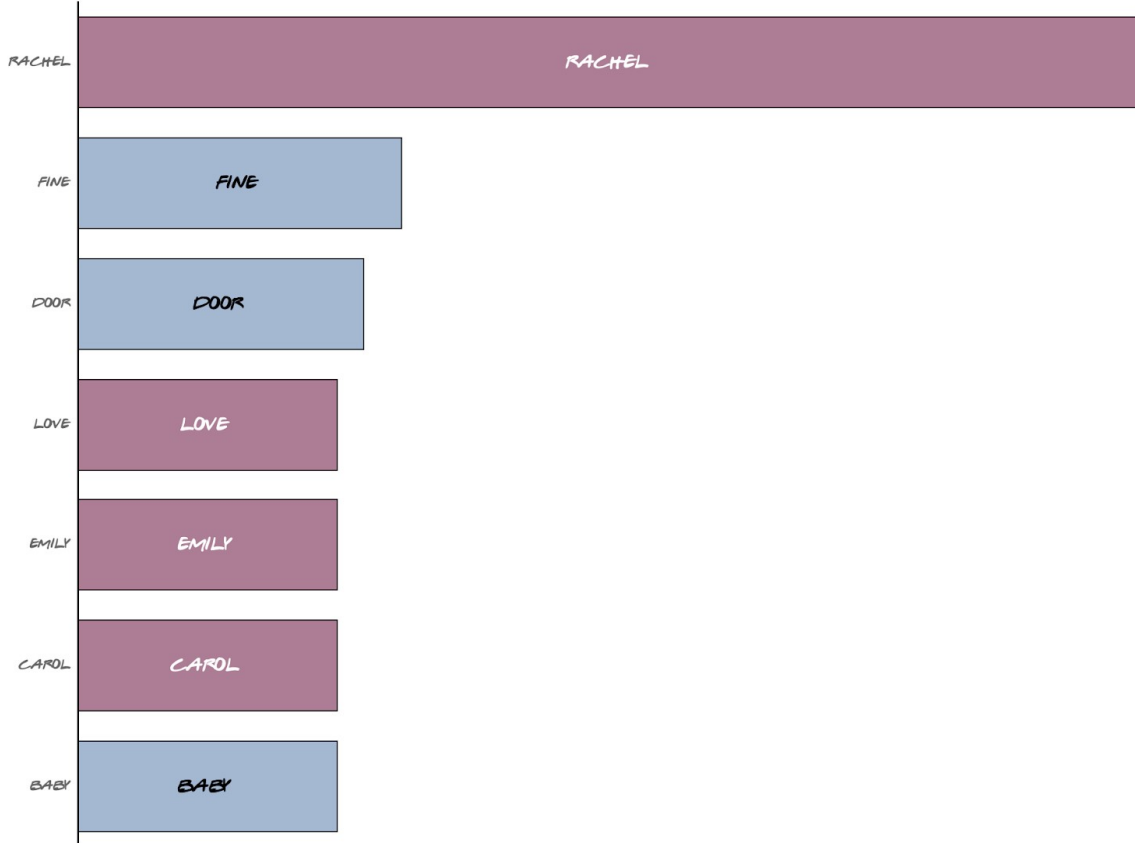 RACHEL RACHEL
FINE FINE
DOOR DOOR
LOVE LOVE
EMILY EMILY
CAROL CAROL
BABY BABY